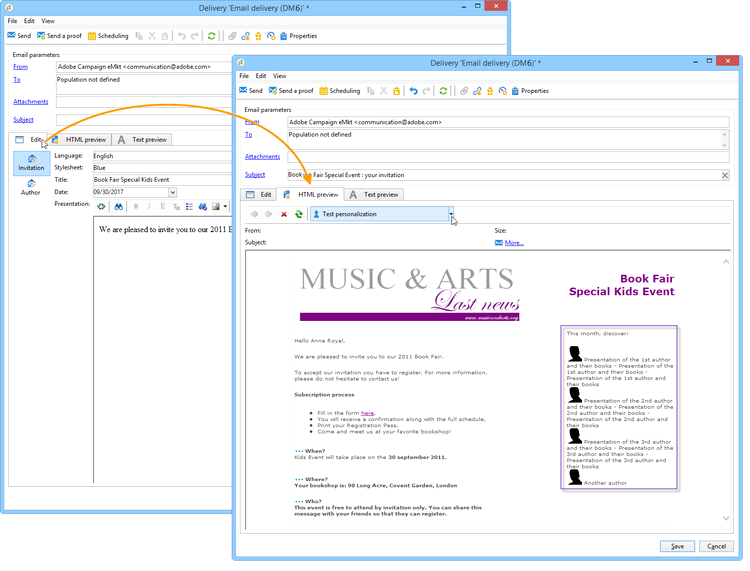 Delivery 'Email delivery (DM6)' *
File Edit View
Send Send a proof Scheduling Properties
Email parameters
From Adobe Campaign eMkt <communication@adobe.com>
To Population not defined
Attachments
Subject
Edit HTML preview Text preview
Invitation
Author
Language: English
Stylesheet: Blue
Title: Book Fair Special Kids Event
Date: 09/30/2017
Presentation:
We are pleased to invite you to our 2011 B
Delivery 'Email delivery (DM6)' *
File Edit View
Send Send a proof Scheduling Properties
Email parameters
From Adobe Campaign eMkt <communication@adobe.com>
To Population not defined
Attachments
Subject Book Fair Special Event : your invitation
Edit HTML preview Text preview
Test personalization
From: Size:
Subject: More...
MUSIC & ARTS
Last news
www.musicandarts.org
Book Fair
Special Kids Event
Hello Anna Royal,
We are pleased to invite you to our 2011 Book Fair.
To accept our invitation you have to register. For more information,
please do not hesitate to contact us!
Subscription process
Fill in the form here.
You will receive a confirmation along with the full schedule,
Print your Registration Pass,
Come and meet us at your favorite bookshop!
When?
Kids Event will take place on the 30 september 2011.
Where?
Your bookshop is: 98 Long Acre, Covent Garden, London
Who?
This event is free to attend by invitation only. You can share this
message with your friends so that they can register.
This month, discover:
Presentation of the 1st author
and their books - Presentation of the
1st author and their books -
Presentation of the 1st author and
their books
Presentation of the 2nd author
and their books - Presentation of the
2nd author and their books -
Presentation of the 2nd author and
their books
Presentation of the 3rd author
and their books - Presentation of the
3rd author and their books -
Presentation of the 3rd author and
their books
Another author
Save Cancel